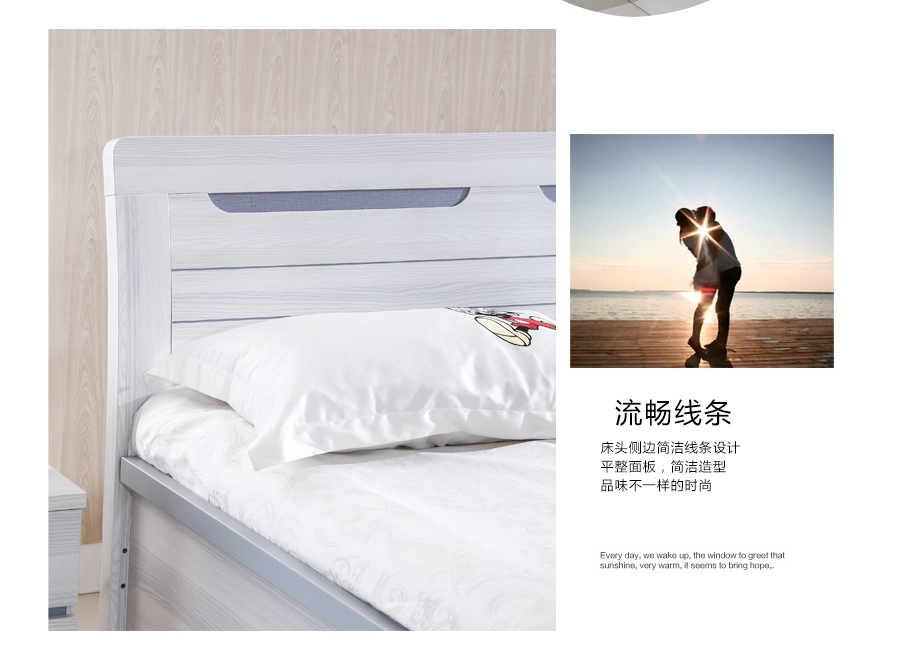 流畅线条
床头侧边简洁线条设计
平整面板，简洁造型
品味不一样的时尚
Every day, we wake up, the window to greet that
sunshine, very warm, it seems to bring hope,.